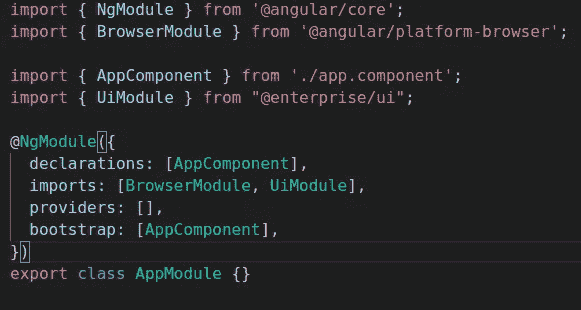 import { NgModule } from '@angular/core';
import { BrowserModule } from '@angular/platform-browser';

import { AppComponent } from './app.component';
import { UiModule } from "@enterprise/ui";

@NgModule({
  declarations: [AppComponent],
  imports: [BrowserModule, UiModule],
  providers: [],
  bootstrap: [AppComponent],
})
export class AppModule {}